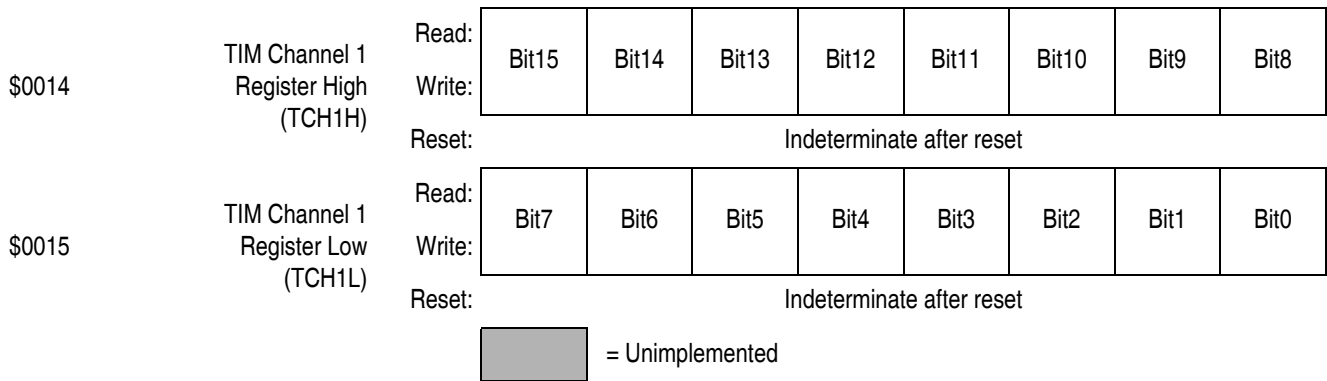 $0014 TIM Channel 1 Register High (TCH1H)
Read: Bit15 Bit14 Bit13 Bit12 Bit11 Bit10 Bit9 Bit8
Write:
Reset: Indeterminate after reset
$0015 TIM Channel 1 Register Low (TCH1L)
Read: Bit7 Bit6 Bit5 Bit4 Bit3 Bit2 Bit1 Bit0
Write:
Reset: Indeterminate after reset
= Unimplemented